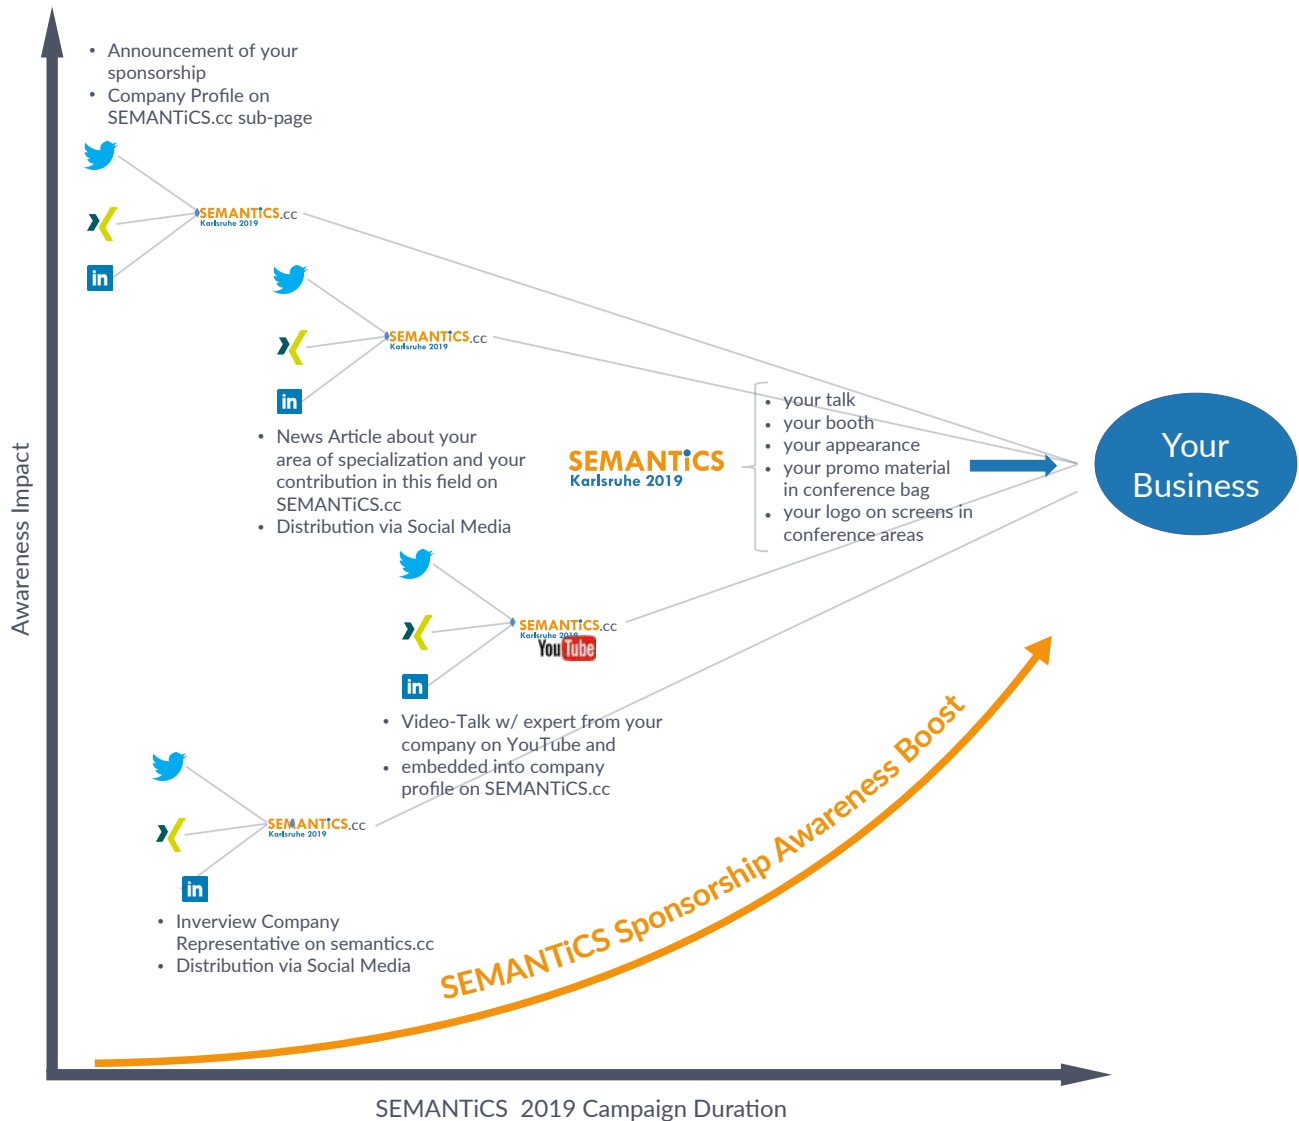 • Announcement of your
sponsorship
• Company Profile on
SEMANTiCS.cc sub-page
SEMANTiCS.cc
Karlsruhe 2019
in
SEMANTiCS.cc
Karlsruhe 2019
in
• News Article about your
area of specialization and your
contribution in this field on
SEMANTiCS.cc
• Distribution via Social Media
SEMANTiCS
Karlsruhe 2019
• your talk
• your booth
• your appearance
• your promo material
in conference bag
• your logo on screens in
conference areas
Your
Business
SEMANTiCS.cc
Karlsruhe 2019
YouTube
in
• Video-Talk w/ expert from your
company on YouTube and
• embedded into company
profile on SEMANTiCS.cc
SEMANTiCS.cc
Karlsruhe 2019
in
• Inverview Company
Representative on semantics.cc
• Distribution via Social Media
SEMANTiCS Sponsorship Awareness Boost
Awareness Impact
SEMANTiCS 2019 Campaign Duration